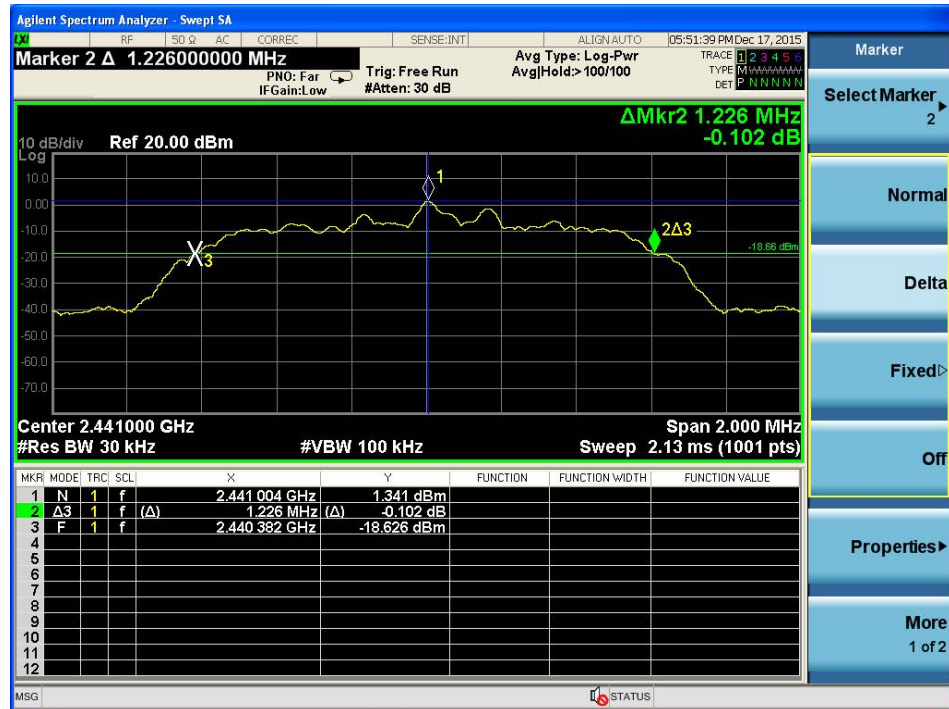 Agilent Spectrum Analyzer - Swept SA
LXI RF 50 Ω AC CORREC SENSE:INT ALIGN AUTO 05:51:39 PM Dec 17, 2015
Marker 2 Δ 1.226000000 MHz
PNO: Far
IFGain:Low
Trig: Free Run
#Atten: 30 dB
Avg Type: Log-Pwr
Avg|Hold:>100/100
TRACE 1 2 3 4 5 6
TYPE M WWWWW
DET P N N N N N
ΔMkr2 1.226 MHz
-0.102 dB
10 dB/div Ref 20.00 dBm
Log
10.0
0.00
-10.0
-20.0
-30.0
-40.0
-50.0
-60.0
-70.0
1
2Δ3
3
-18.66 dBm
Center 2.441000 GHz Span 2.000 MHz
#Res BW 30 kHz #VBW 100 kHz Sweep 2.13 ms (1001 pts)
MKR MODE TRC SCL X Y FUNCTION FUNCTION WIDTH FUNCTION VALUE
1 N 1 f 2.441 004 GHz 1.341 dBm
2 Δ3 1 f (Δ) 1.226 MHz (Δ) -0.102 dB
3 F 1 f 2.440 382 GHz -18.626 dBm
4
5
6
7
8
9
10
11
12
MSG STATUS
Marker
Select Marker
2
Normal
Delta
Fixed
Off
Properties
More
1 of 2